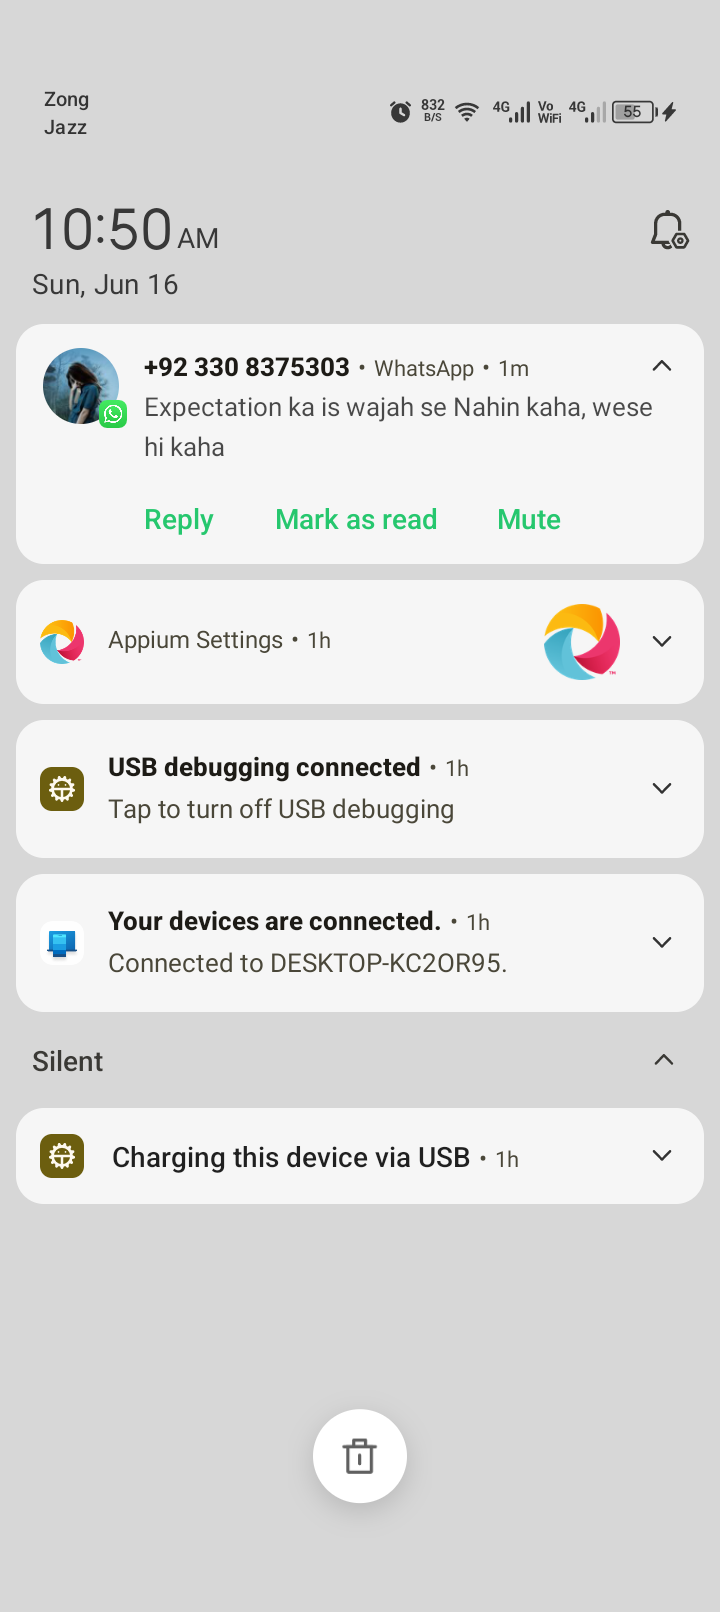 Zong
Jazz
832 B/S 4G Vo WiFi 4G 55
10:50 AM
Sun, Jun 16
+92 330 8375303 • WhatsApp • 1m
Expectation ka is wajah se Nahin kaha, wese
hi kaha
Reply Mark as read Mute
Appium Settings • 1h
USB debugging connected • 1h
Tap to turn off USB debugging
Your devices are connected. • 1h
Connected to DESKTOP-KC2OR95.
Silent
Charging this device via USB • 1h